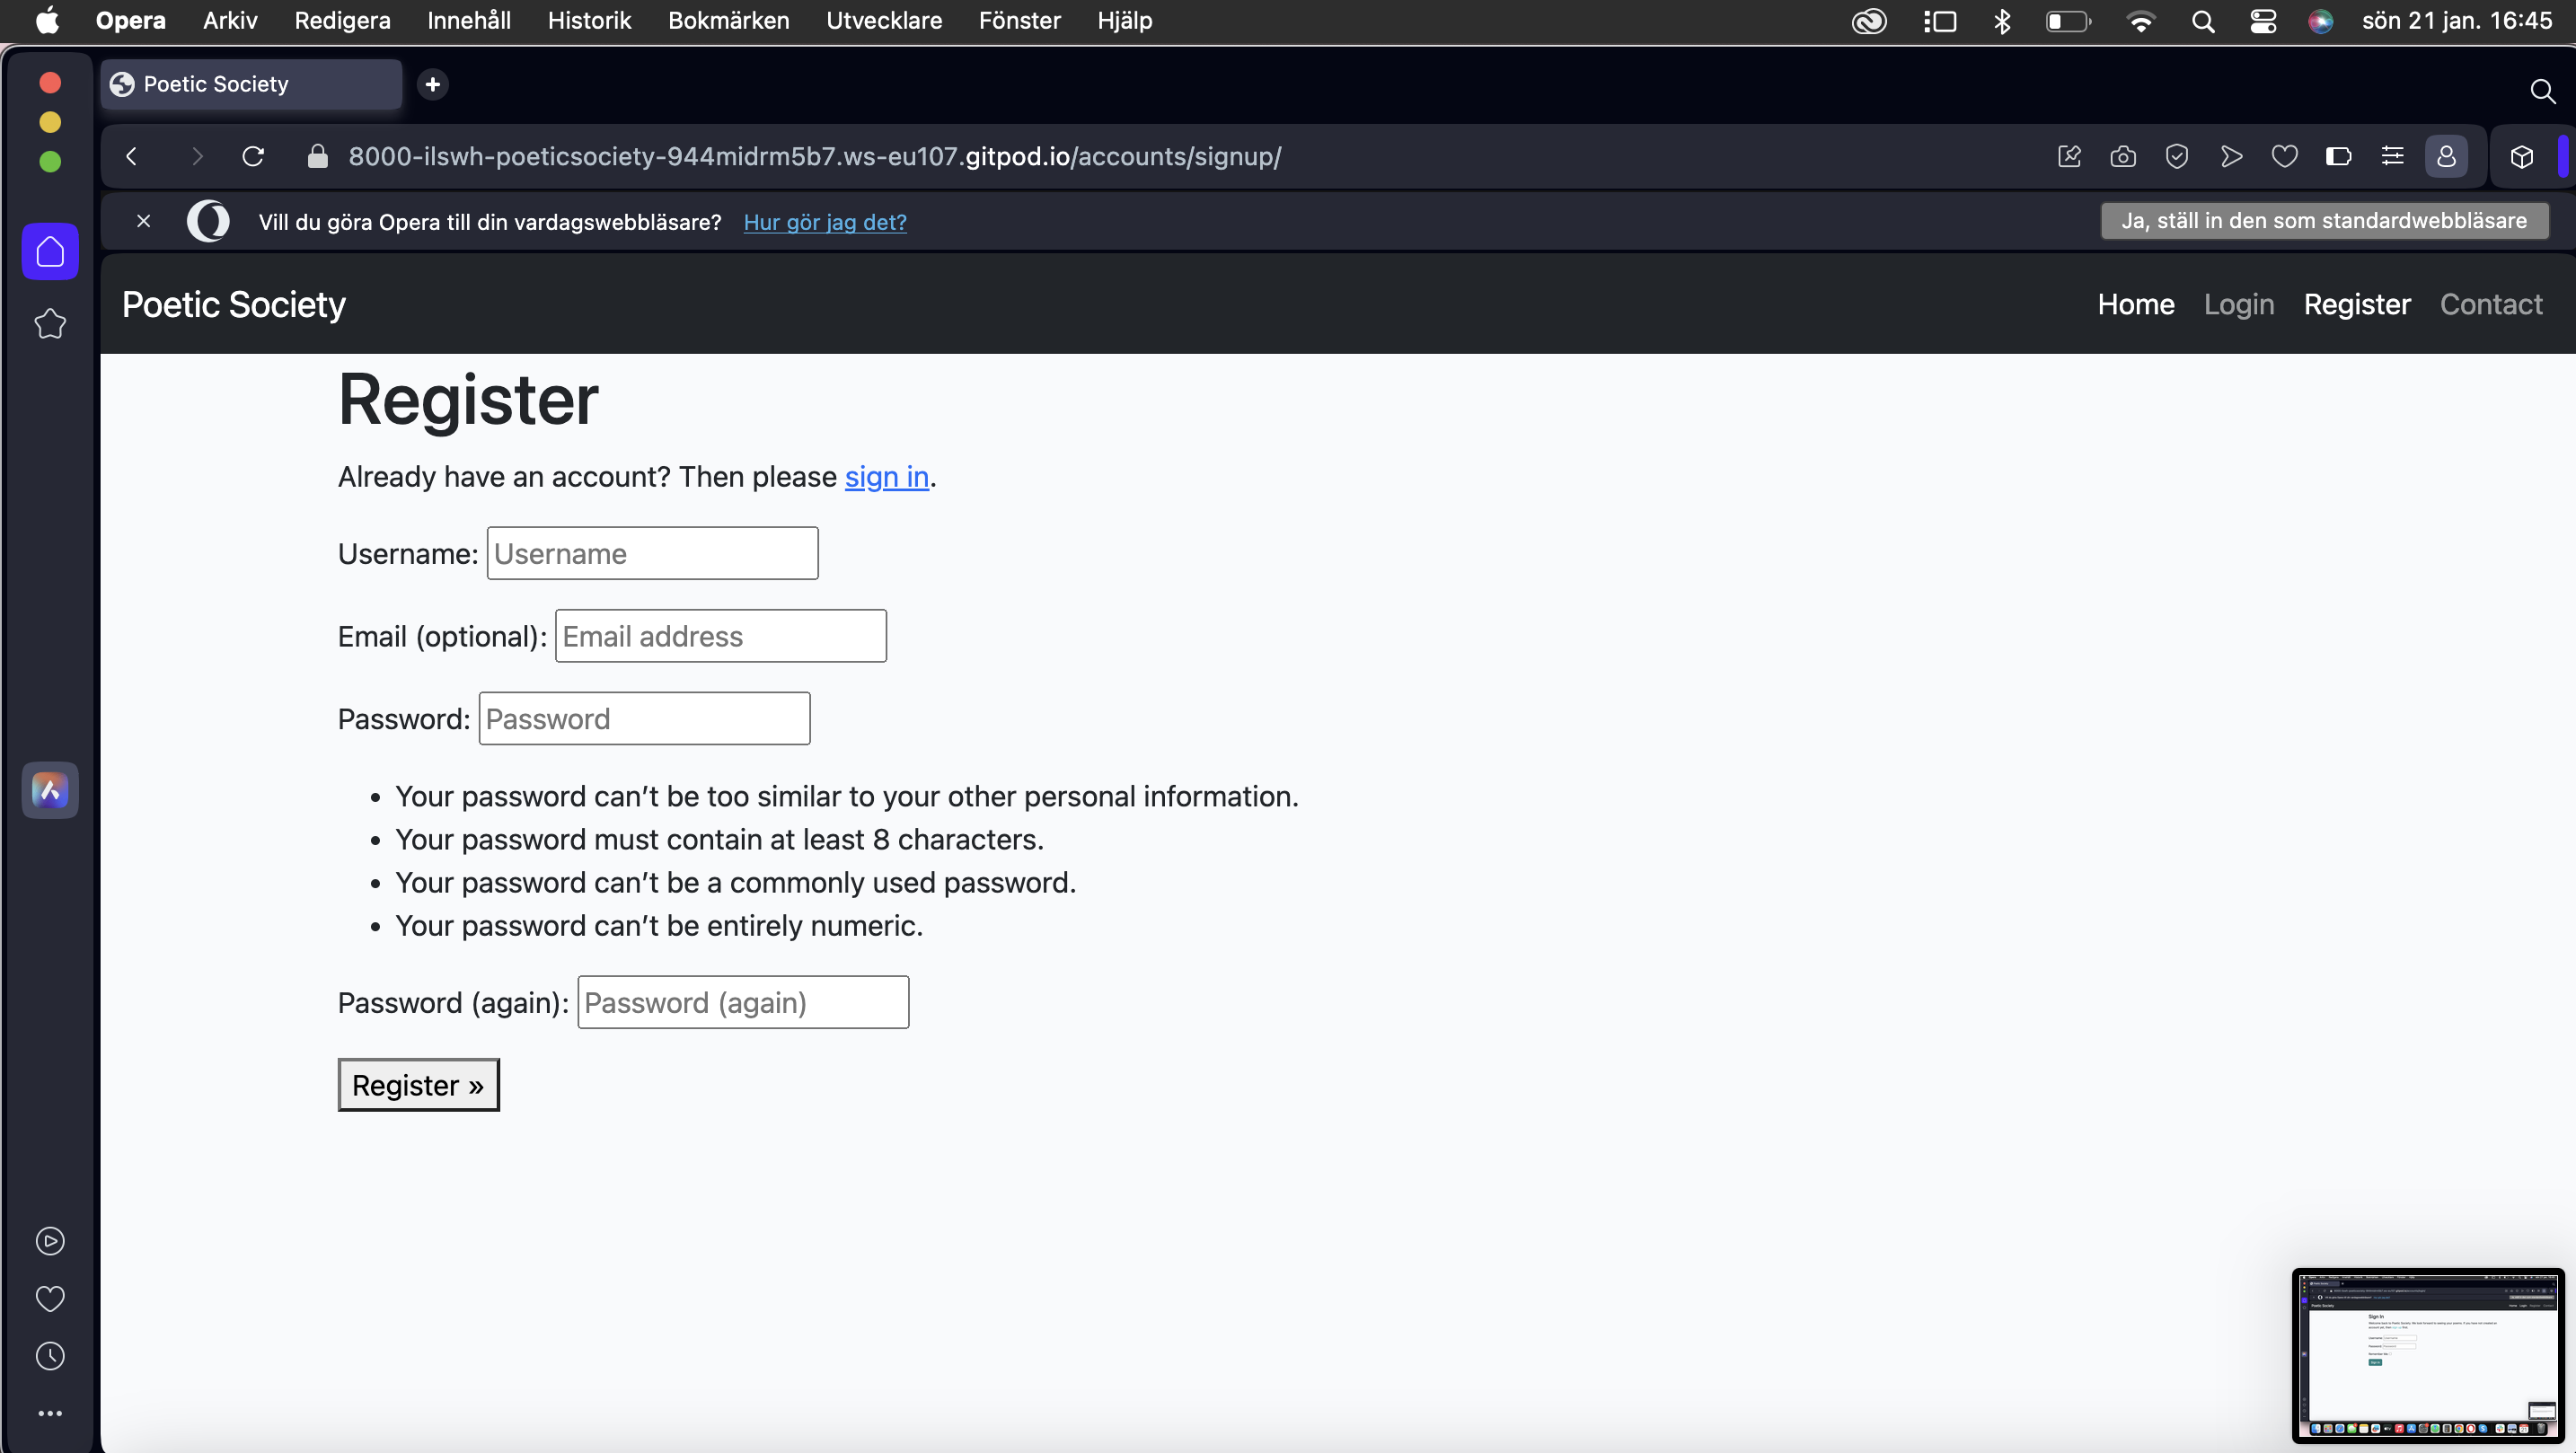 Opera Arkiv Redigera Innehåll Historik Bokmärken Utvecklare Fönster Hjälp sön 21 jan. 16:45
Poetic Society
8000-ilswh-poeticsociety-944midrm5b7.ws-eu107.gitpod.io/accounts/signup/
Vill du göra Opera till din vardagswebbläsare? Hur gör jag det? Ja, ställ in den som standardwebbläsare
Poetic Society Home Login Register Contact
Register
Already have an account? Then please sign in.
Username: Username
Email (optional): Email address
Password: Password
• Your password can’t be too similar to your other personal information.
• Your password must contain at least 8 characters.
• Your password can’t be a commonly used password.
• Your password can’t be entirely numeric.
Password (again): Password (again)
Register »
Sign In